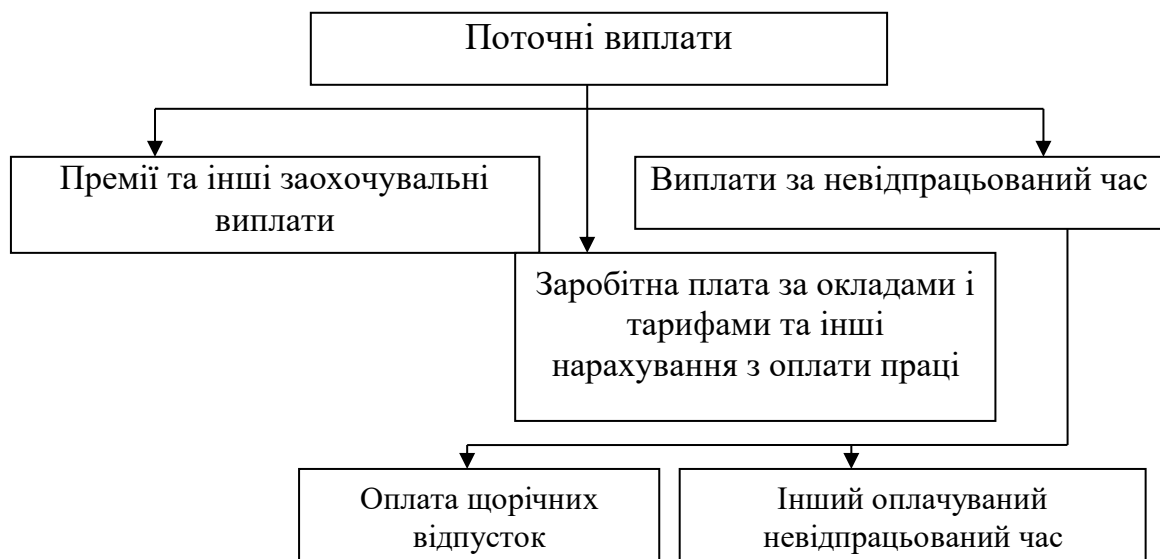 Поточні виплати
Премії та інші заохочувальні
виплати
Виплати за невідпрацьований час
Заробітна плата за окладами і
тарифами та інші
нарахування з оплати праці
Оплата щорічних
відпусток
Інший оплачуваний
невідпрацьований час